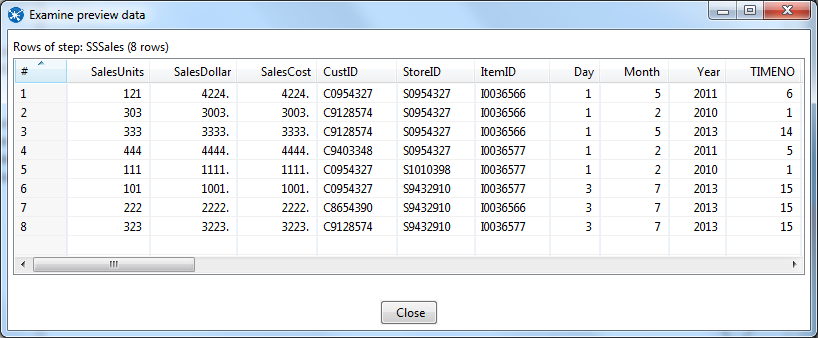 Examine preview data
Rows of step: SSSales (8 rows)
# SalesUnits SalesDollar SalesCost CustID StoreID ItemID Day Month Year TIMENO
1 121 4224. 4224. C0954327 S0954327 I0036566 1 5 2011 6
2 303 3003. 3003. C9128574 S0954327 I0036566 1 2 2010 1
3 333 3333. 3333. C9128574 S0954327 I0036566 1 5 2013 14
4 444 4444. 4444. C9403348 S0954327 I0036577 1 2 2011 5
5 111 1111. 1111. C0954327 S1010398 I0036577 1 2 2010 1
6 101 1001. 1001. C0954327 S9432910 I0036577 3 7 2013 15
7 222 2222. 2222. C8654390 S9432910 I0036566 3 7 2013 15
8 323 3223. 3223. C9128574 S9432910 I0036577 3 7 2013 15
Close